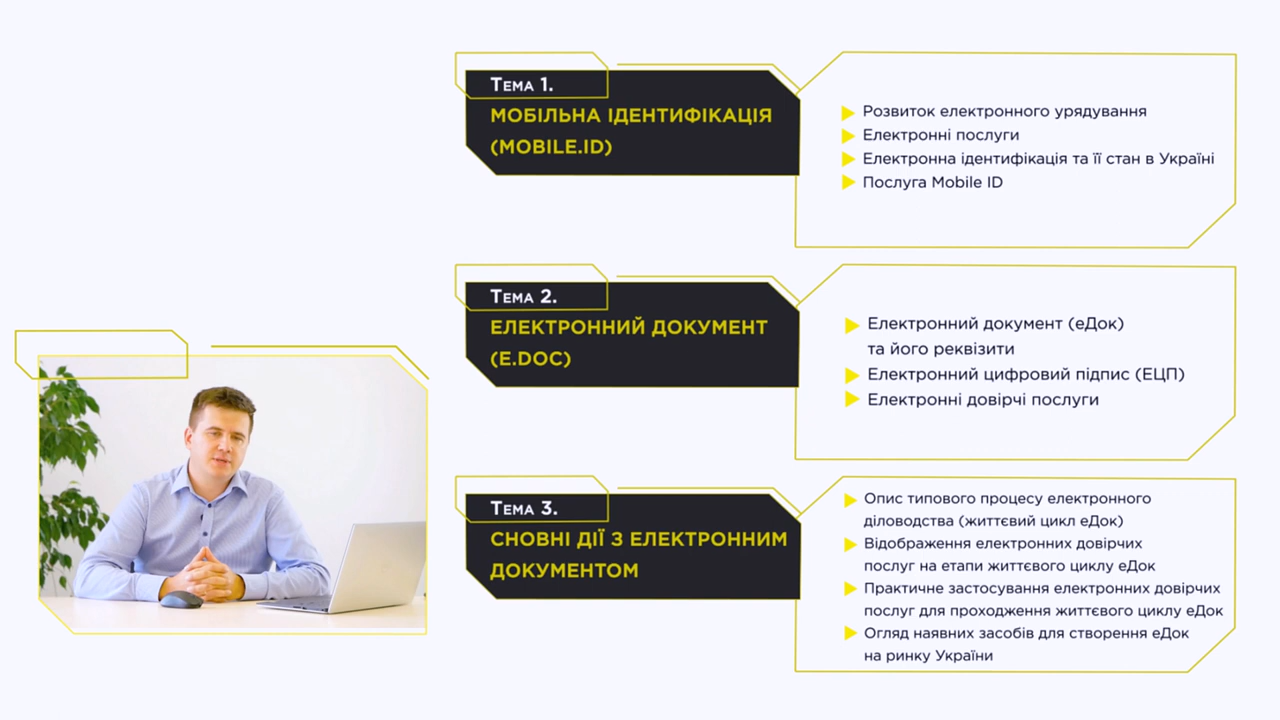 Тема 1.
МОБІЛЬНА ІДЕНТИФІКАЦІЯ
(MOBILE.ID)
Розвиток електронного урядування
Електронні послуги
Електронна ідентифікація та її стан в Україні
Послуга Mobile ID
Тема 2.
ЕЛЕКТРОННИЙ ДОКУМЕНТ
(E.DOC)
Електронний документ (еДок)
та його реквізити
Електронний цифровий підпис (ЕЦП)
Електронні довірчі послуги
Тема 3.
СНОВНІ ДІЇ З ЕЛЕКТРОННИМ
ДОКУМЕНТОМ
Опис типового процесу електронного
діловодства (життєвий цикл еДок)
Відображення електронних довірчих
послуг на етапи життєвого циклу еДок
Практичне застосування електронних довірчих
послуг для проходження життєвого циклу еДок
Огляд наявних засобів для створення еДок
на ринку України